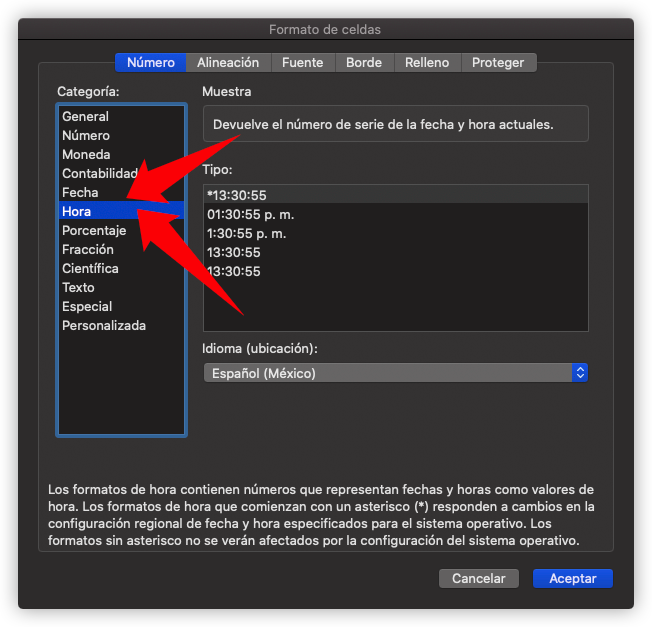 Formato de celdas
Número Alineación Fuente Borde Relleno Proteger
Categoría:
General
Número
Moneda
Contabilidad
Fecha
Hora
Porcentaje
Fracción
Científica
Texto
Especial
Personalizada
Muestra
Devuelve el número de serie de la fecha y hora actuales.
Tipo:
*13:30:55
01:30:55 p. m.
1:30:55 p. m.
13:30:55
13:30:55
Idioma (ubicación):
Español (México)
Los formatos de hora contienen números que representan fechas y horas como valores de
hora. Los formatos de hora que comienzan con un asterisco (*) responden a cambios en la
configuración regional de fecha y hora especificados para el sistema operativo. Los
formatos sin asterisco no se verán afectados por la configuración del sistema operativo.
Cancelar Aceptar